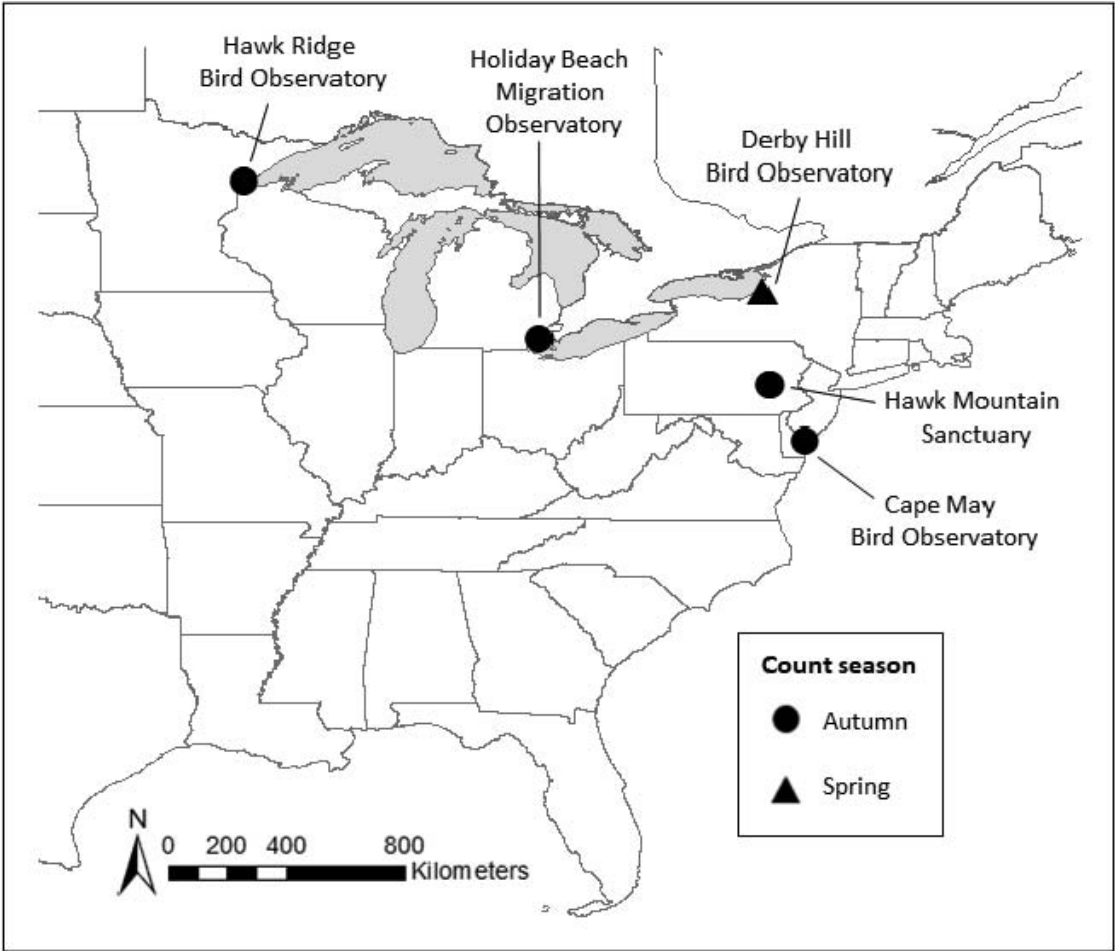 Hawk Ridge
Bird Observatory
Holiday Beach
Migration
Observatory
Derby Hill
Bird Observatory
Hawk Mountain
Sanctuary
Cape May
Bird Observatory
Count season
Autumn
Spring
N
0 200 400 800
Kilometers